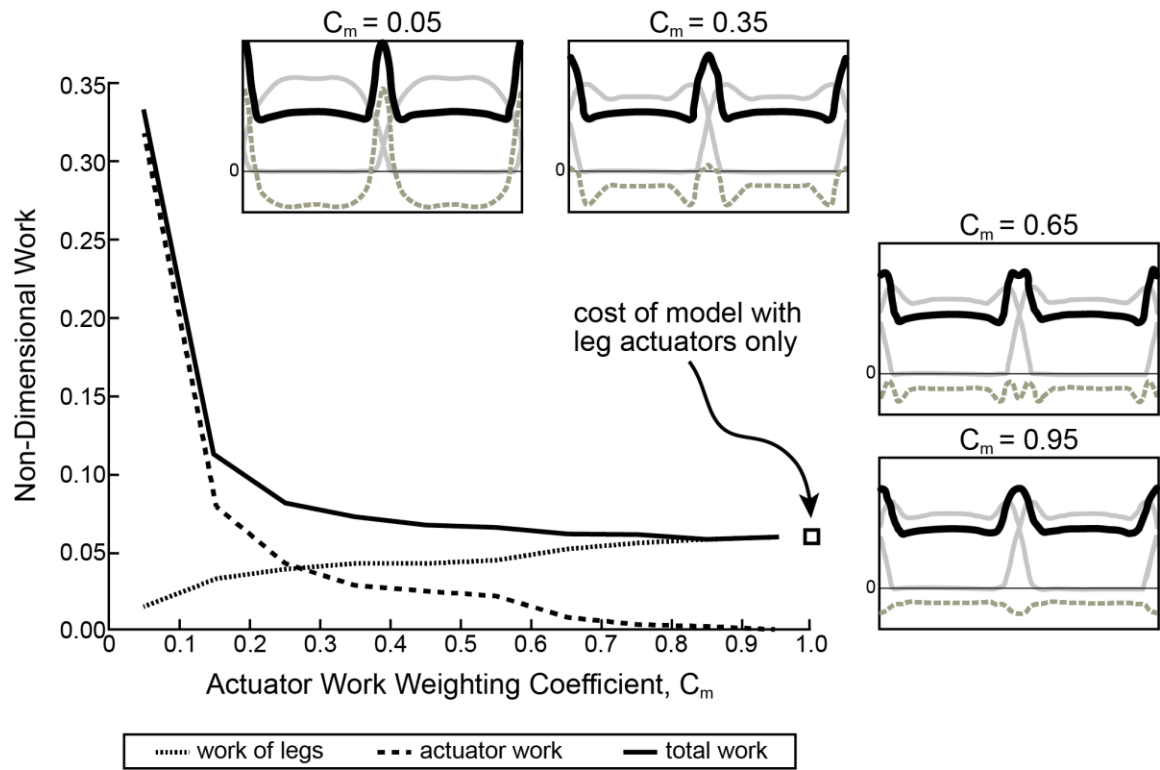 C_m = 0.05
C_m = 0.35
0
0
C_m = 0.65
0
C_m = 0.95
0
Non-Dimensional Work
0.35
0.30
0.25
0.20
0.15
0.10
0.05
0.00
cost of model with
leg actuators only
0 0.1 0.2 0.3 0.4 0.5 0.6 0.7 0.8 0.9 1.0
Actuator Work Weighting Coefficient, C_m
work of legs actuator work total work